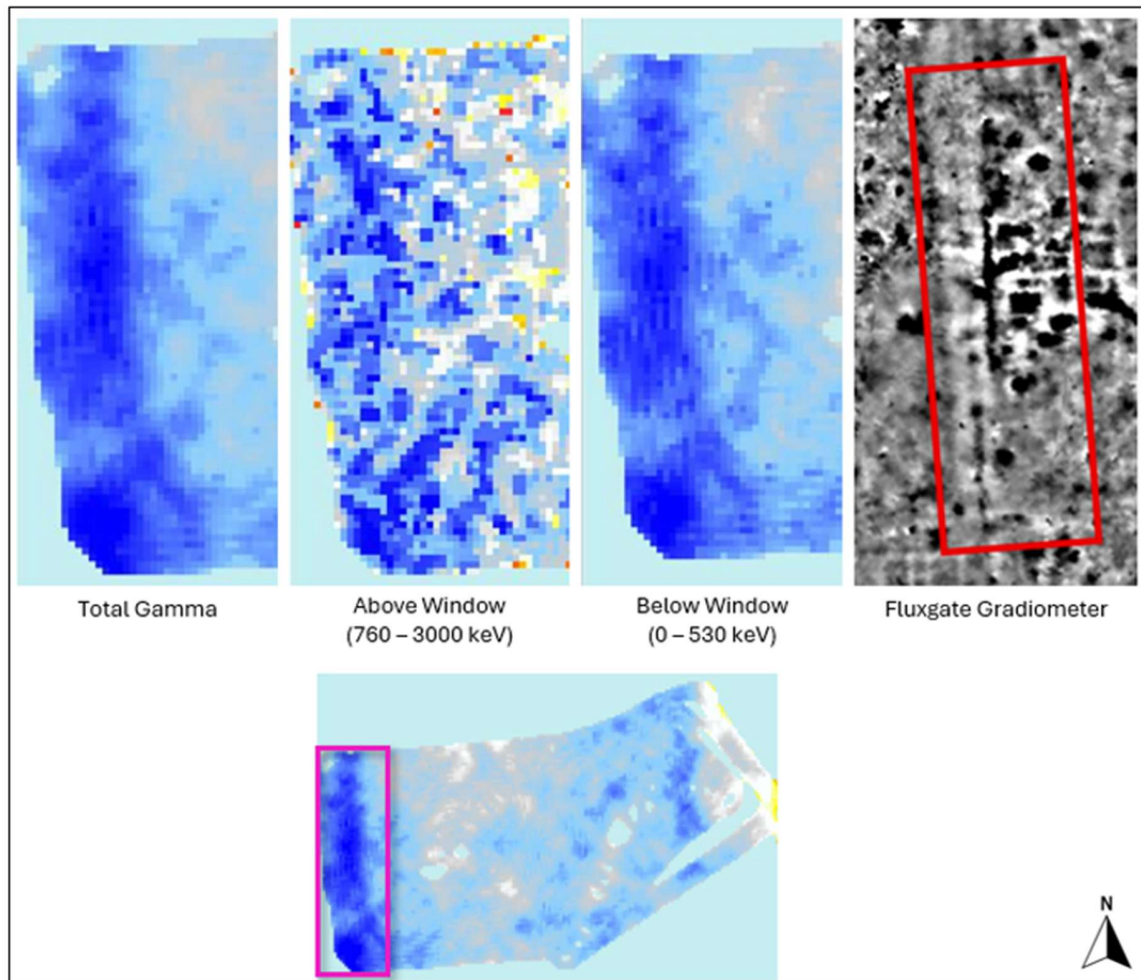 Total Gamma
Above Window
(760 – 3000 keV)
Below Window
(0 – 530 keV)
Fluxgate Gradiometer
N